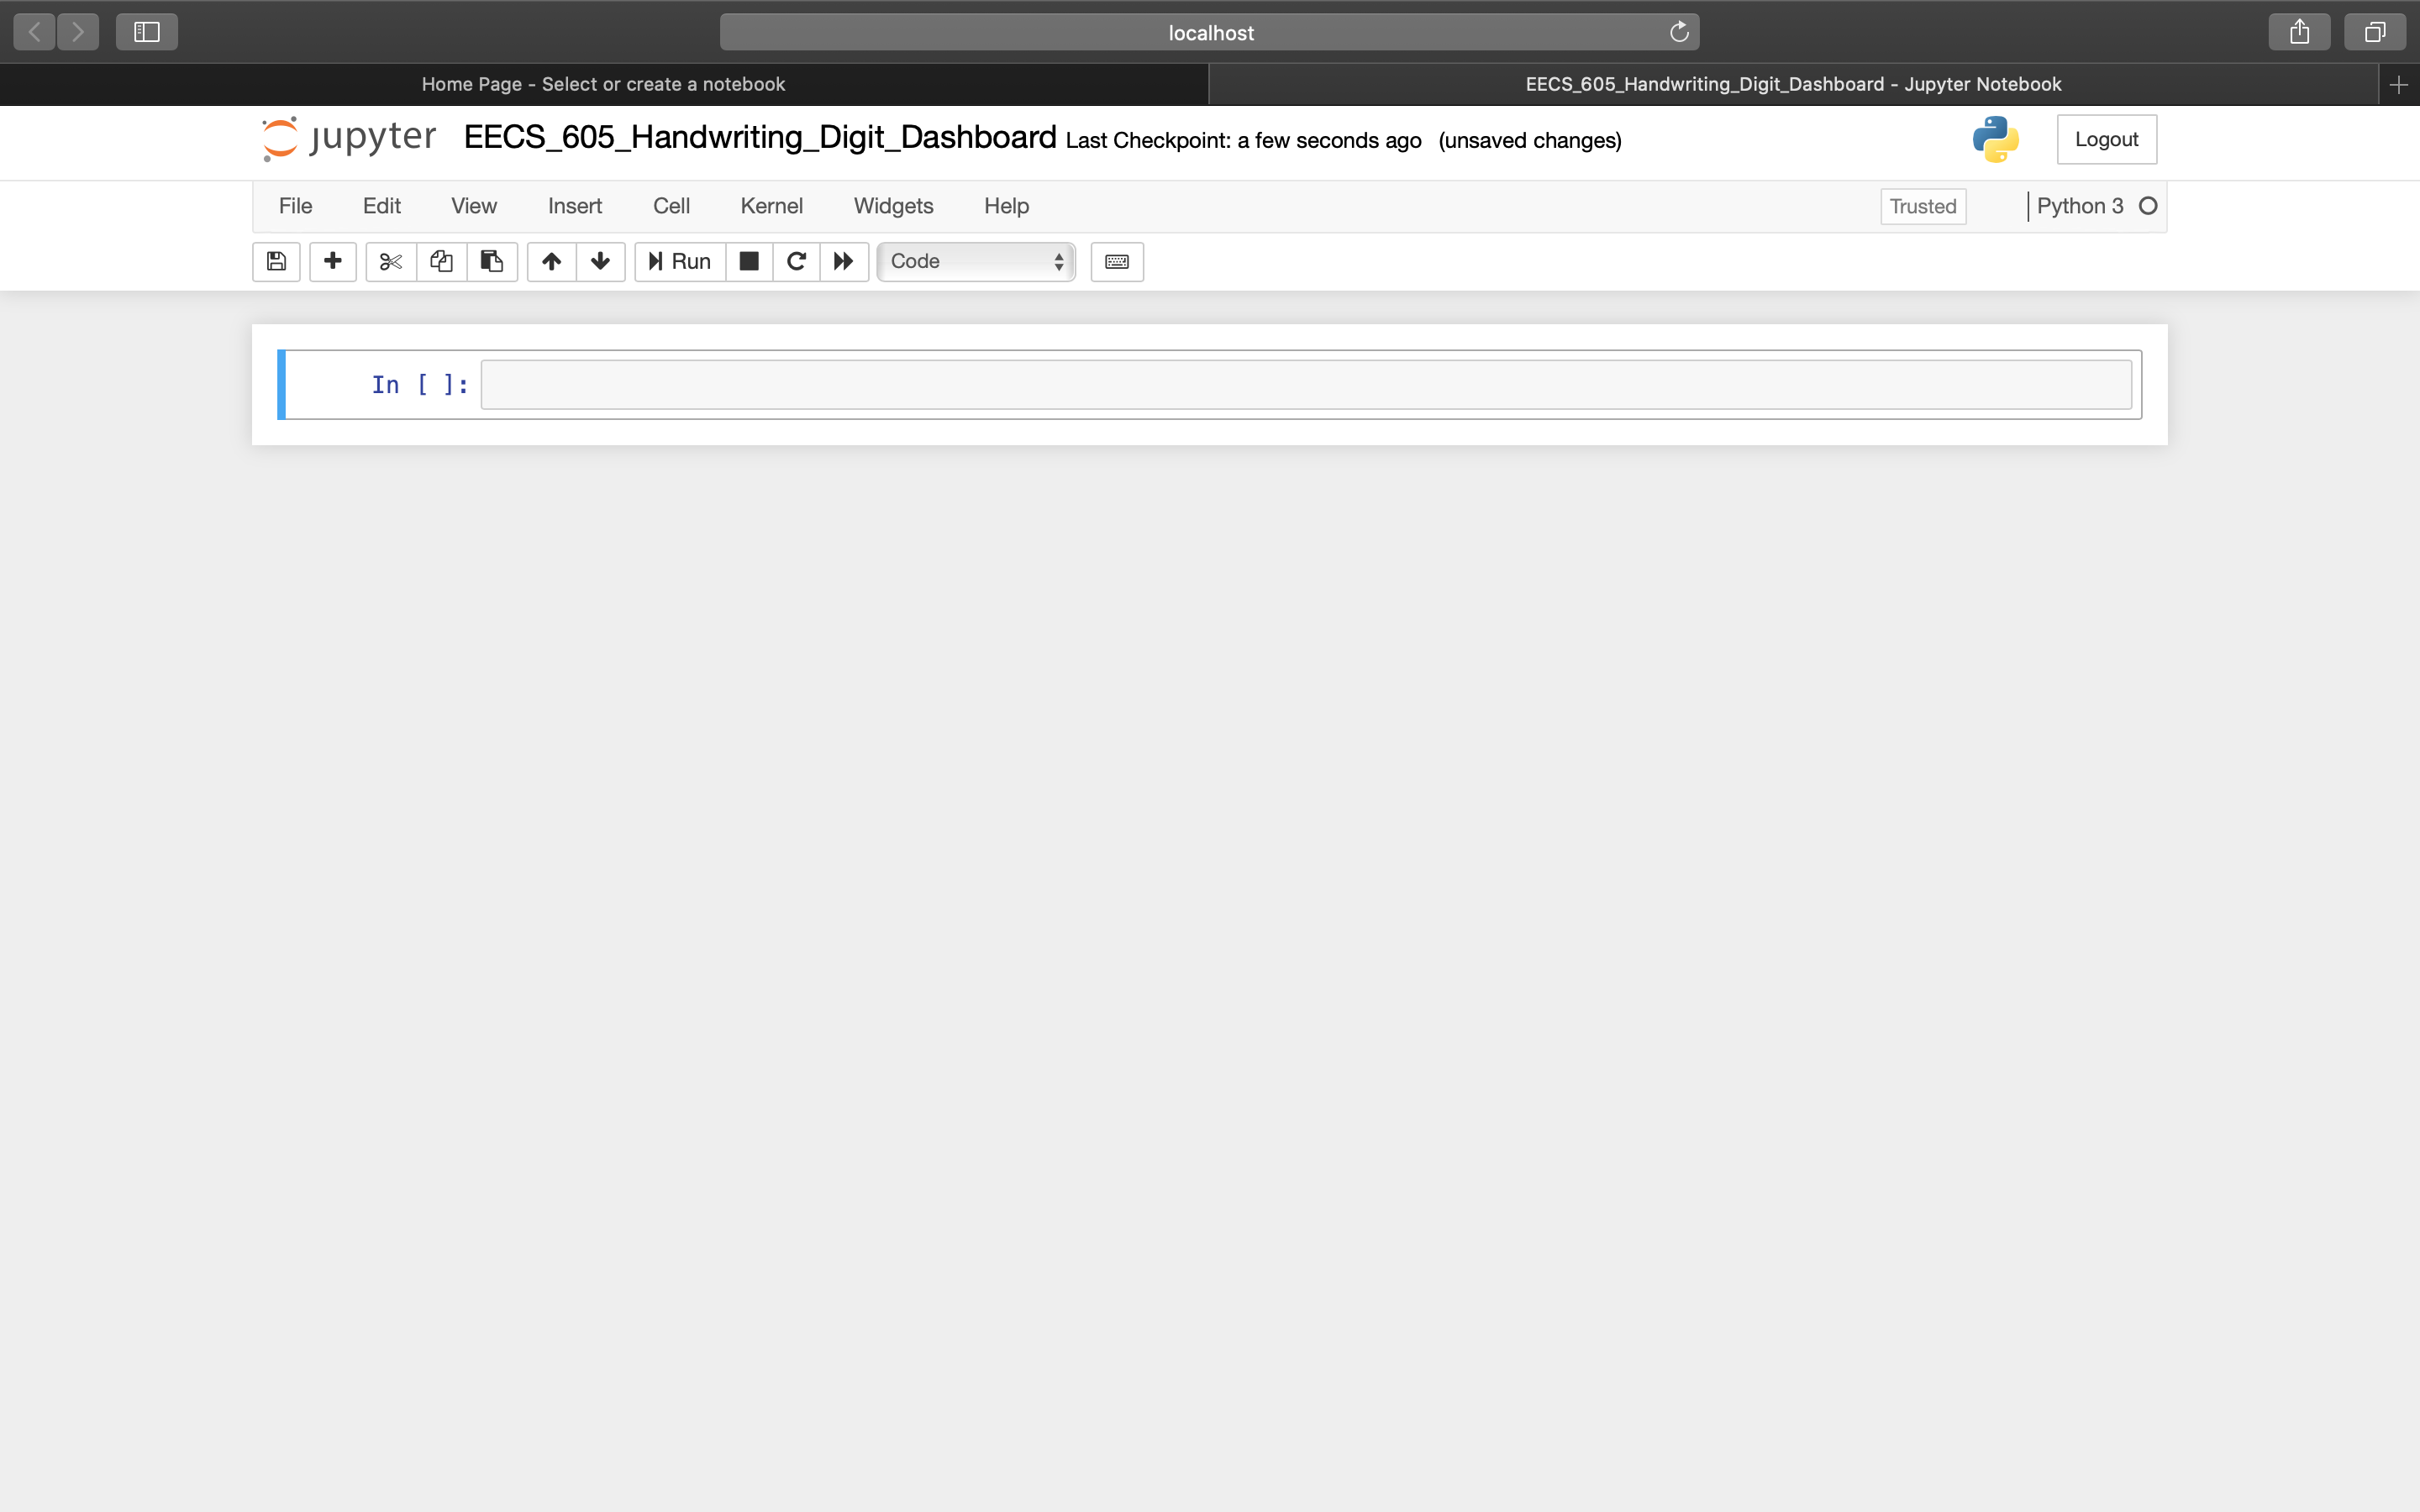 localhost
Home Page - Select or create a notebook
EECS_605_Handwriting_Digit_Dashboard - Jupyter Notebook
jupyter EECS_605_Handwriting_Digit_Dashboard Last Checkpoint: a few seconds ago (unsaved changes)
Logout
File Edit View Insert Cell Kernel Widgets Help
Trusted
Python 3
Run
Code
In [ ]: